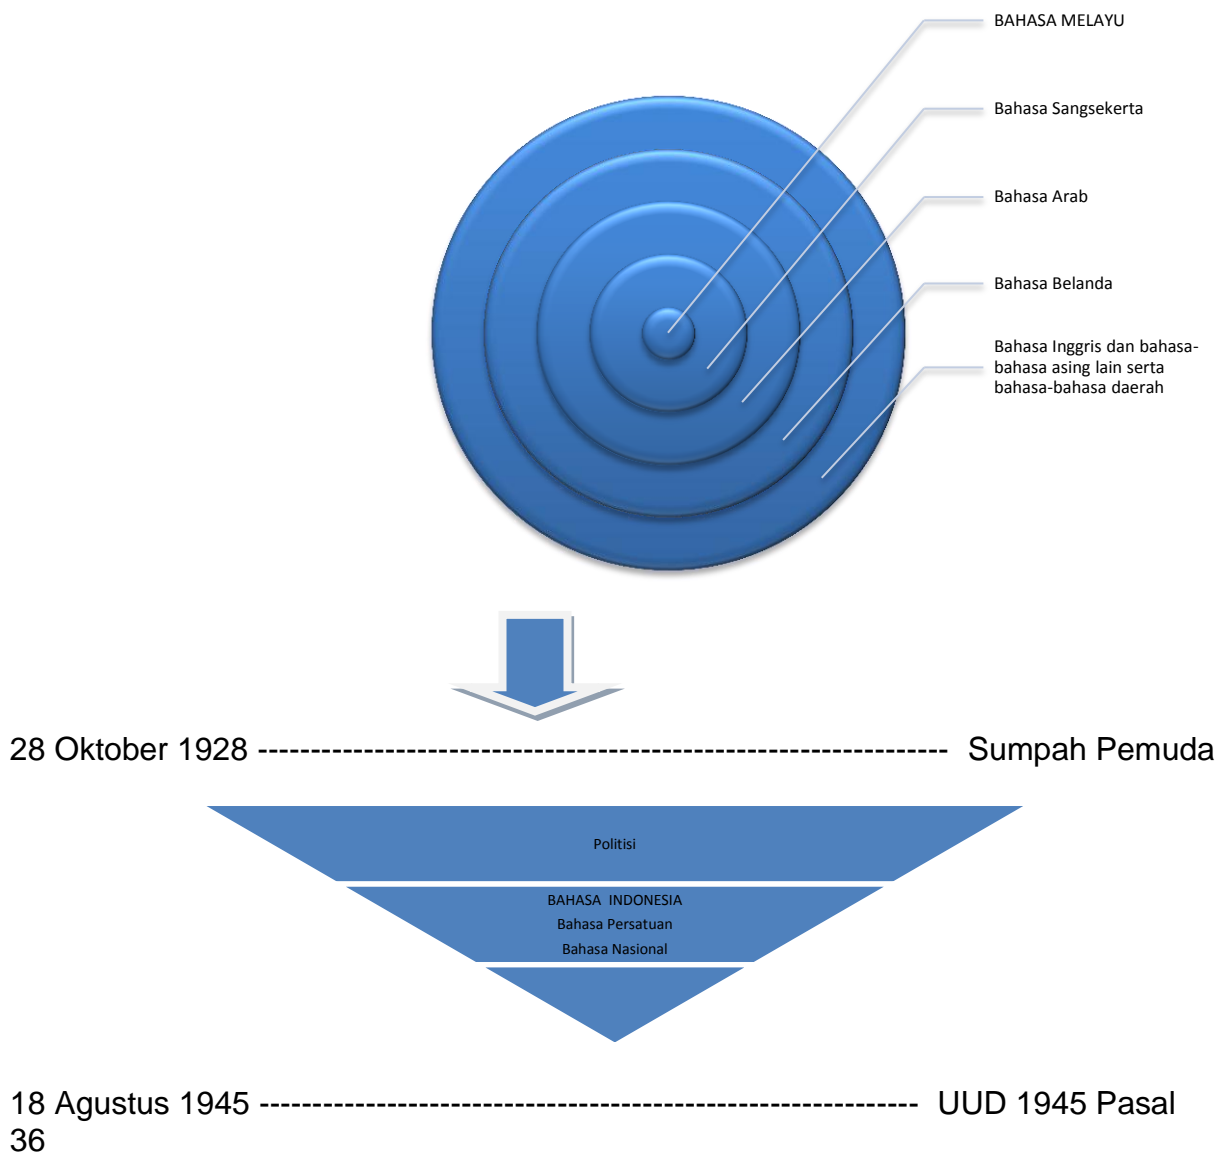 BAHASA MELAYU
Bahasa Sangsekerta
Bahasa Arab
Bahasa Belanda
Bahasa Inggris dan bahasa-
bahasa asing lain serta
bahasa-bahasa daerah
28 Oktober 1928 ----------------------------------------------------------------- Sumpah Pemuda
Politisi
BAHASA INDONESIA
Bahasa Persatuan
Bahasa Nasional
18 Agustus 1945 -------------------------------------------------------------- UUD 1945 Pasal
36